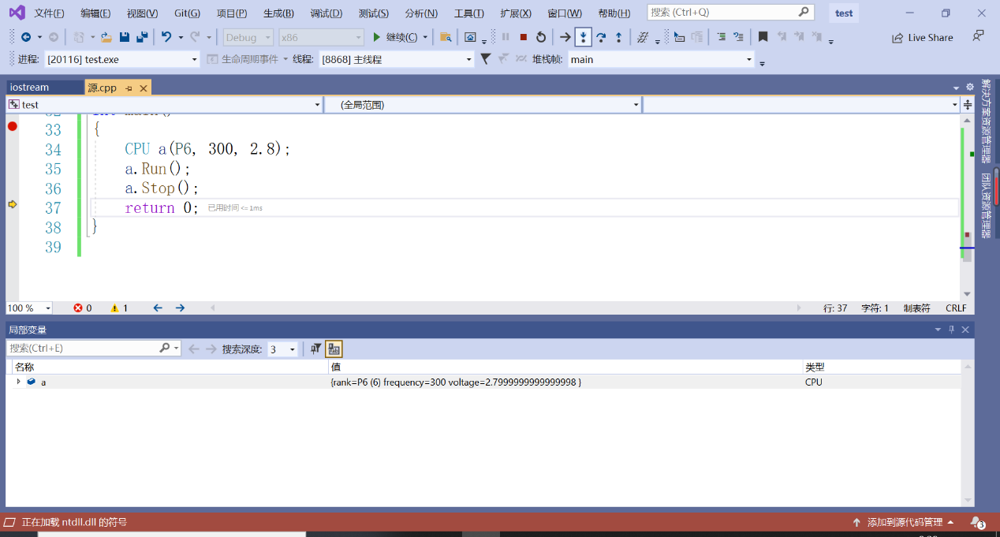 文件(F) 编辑(E) 视图(V) Git(G) 项目(P) 生成(B) 调试(D) 测试(S) 分析(N) 工具(T) 扩展(X) 窗口(W) 帮助(H) 搜索 (Ctrl+Q) test
Debug x86 继续(C) Live Share
进程: [20116] test.exe 生命周期事件 线程: [8868] 主线程 堆栈帧: main
iostream 源.cpp
test (全局范围)
32 int main()
33 {
34 CPU a(P6, 300, 2.8);
35 a.Run();
36 a.Stop();
37 return 0; 已用时间 <= 1ms
38 }
39
解决方案资源管理器
团队资源管理器
100 % 0 1 行: 37 字符: 1 制表符 CRLF
局部变量
搜索(Ctrl+E) 搜索深度: 3
名称 值 类型
a {rank=P6 (6) frequency=300 voltage=2.7999999999999998 } CPU
正在加载 ntdll.dll 的符号 添加到源代码管理 3